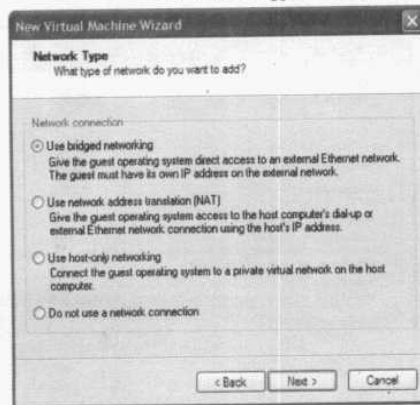 New Virtual Machine Wizard
Network Type
What type of network do you want to add?
Network connection
Use bridged networking
Give the guest operating system direct access to an external Ethernet network.
The guest must have its own IP address on the external network.
Use network address translation (NAT)
Give the guest operating system access to the host computer's dial-up or
external Ethernet network connection using the host's IP address.
Use host-only networking
Connect the guest operating system to a private virtual network on the host
computer.
Do not use a network connection
< Back
Next >
Cancel